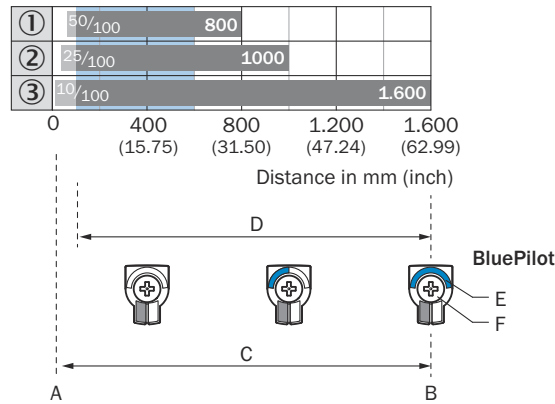 ① 50/100 800
② 25/100 1000
③ 10/100 1.600
0 400 800 1.200 1.600
(15.75) (31.50) (47.24) (62.99)
Distance in mm (inch)
D
BluePilot
E
F
C
A B